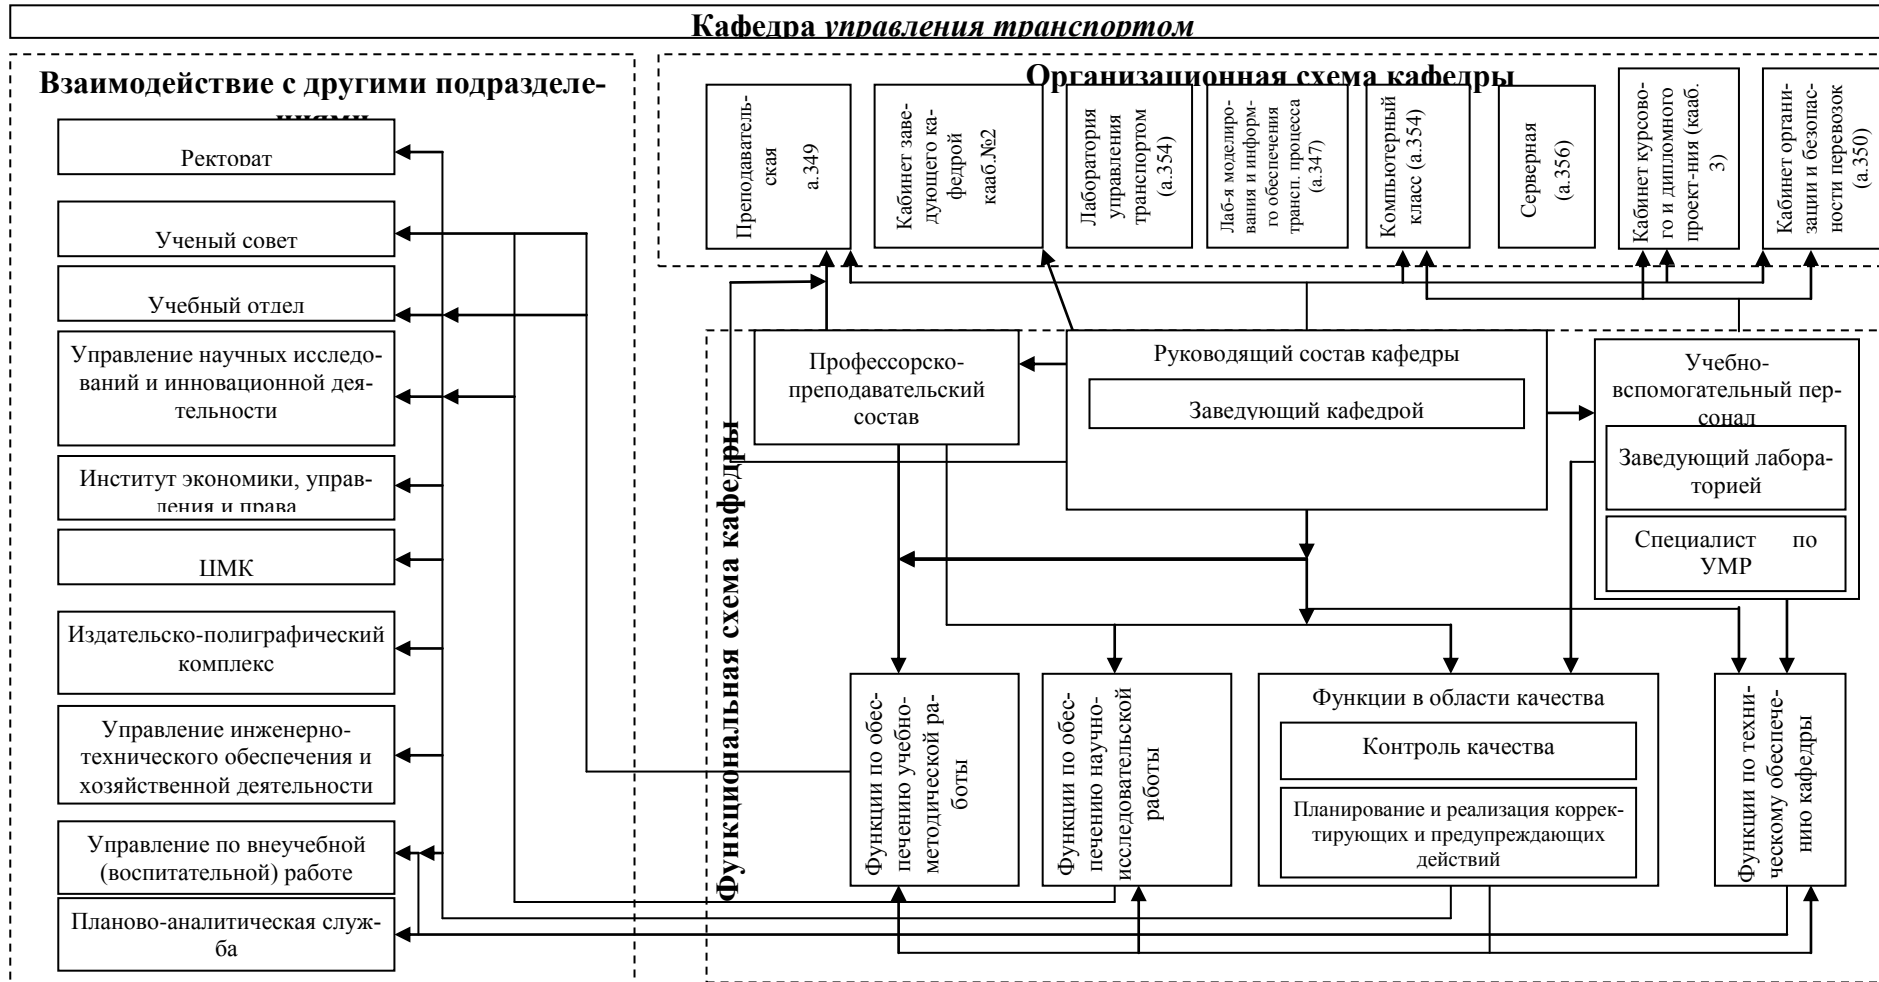 Кафедра управления транспортом
Взаимодействие с другими подразделе-
ниями
Ректорат
Ученый совет
Учебный отдел
Управление научных исследо-
ваний и инновационной дея-
тельности
Институт экономики, управ-
ления и права
ЦМК
Издательско-полиграфический
комплекс
Управление инженерно-
технического обеспечения и
хозяйственной деятельности
Управление по внеучебной
(воспитательной) работе
Планово-аналитическая служ-
ба
Организационная схема кафедры
Преподаватель-
ская
а.349
Кабинет заве-
дующего ка-
федрой
кааб.№2
Лаборатория
управления
транспортом
(а.354)
Лаб-я моделиро-
вания и информ-
го обеспечения
трансп. процесса
(а.347)
Компьютерный
класс (а.354)
Серверная
(а.356)
Кабинет курсово-
го и дипломного
проект-ния (кааб.
3)
Кабинет органи-
зации и безопас-
ности перевозок
(а.350)
Функциональная схема кафедры
Профессорско-
преподавательский
состав
Руководящий состав кафедры
Заведующий кафедрой
Учебно-
вспомогательный пер-
сонал
Заведующий лабора-
торией
Специалист по
УМР
Функции по обес-
печению учебно-
методической ра-
боты
Функции по обес-
печению научно-
исследовательской
работы
Функции в области качества
Контроль качества
Планирование и реализация коррек-
тирующих и предупреждающих
действий
Функции по техни-
ческому обеспече-
нию кафедры